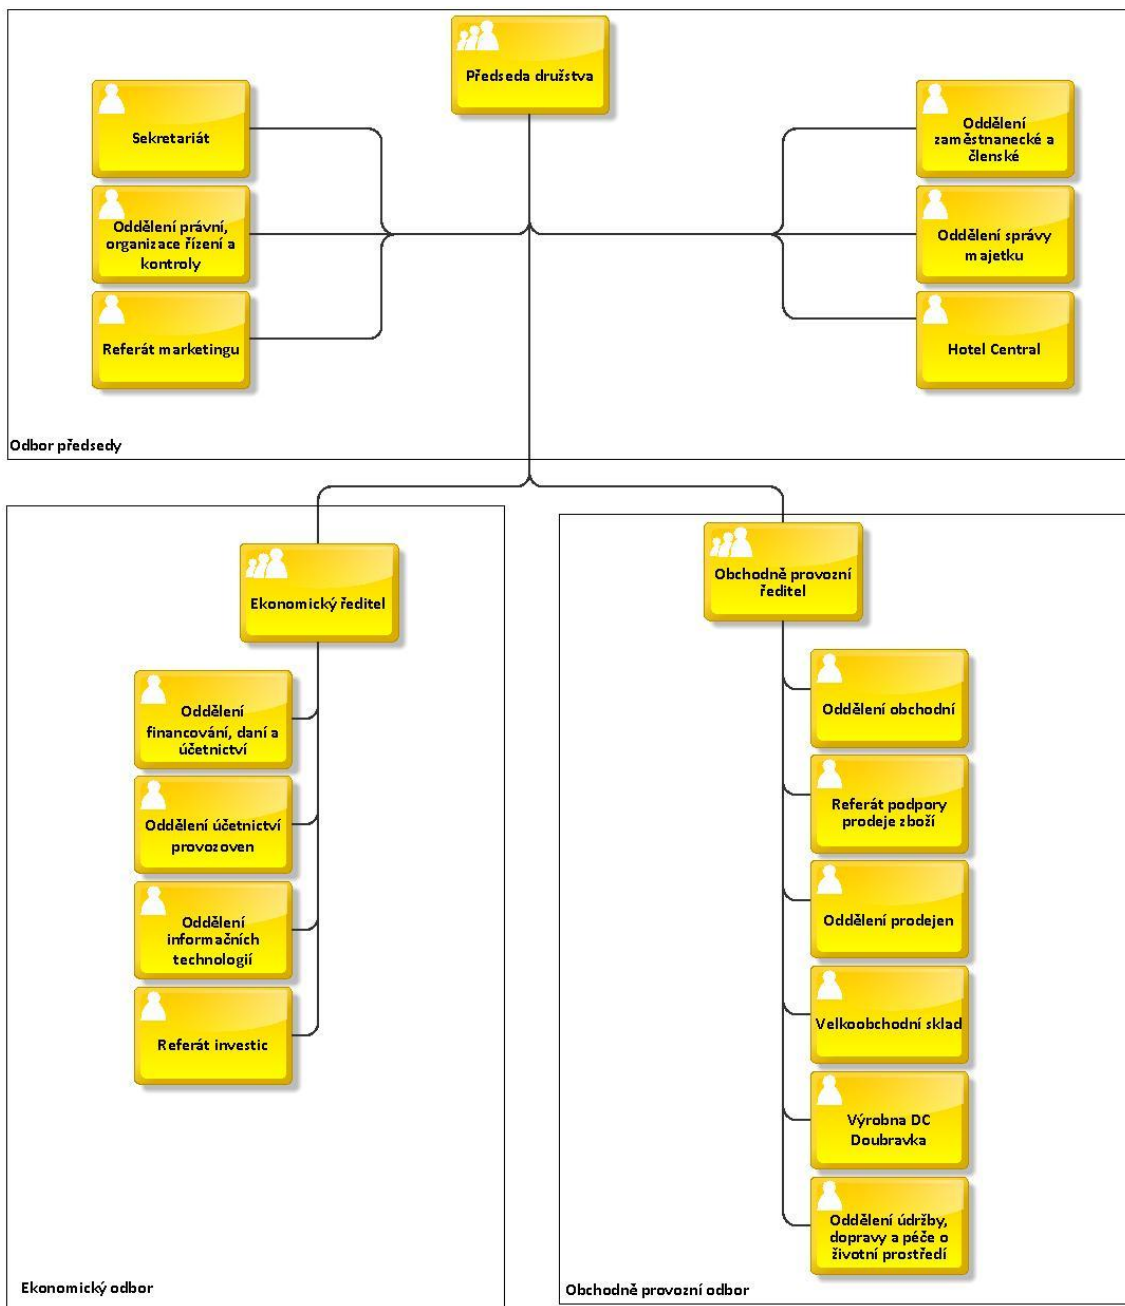 Předseda družstva
Sekretariát
Oddělení právní,
organizace řízení a
kontroly
Referát marketingu
Oddělení
zaměstnanecké a
členské
Oddělení správy
majetku
Hotel Central
Odbor předsedy
Ekonomický ředitel
Oddělení
financování, daní a
účetnictví
Oddělení účetnictví
provozoven
Oddělení
informačních
technologií
Referát investic
Ekonomický odbor
Obchodně provozní
ředitel
Oddělení obchodní
Referát podpory
prodeje zboží
Oddělení prodejen
Velkoobchodní sklad
Výrobna DC
Doubravka
Oddělení údržby,
dopravy a péče o
životní prostředí
Obchodně provozní odbor